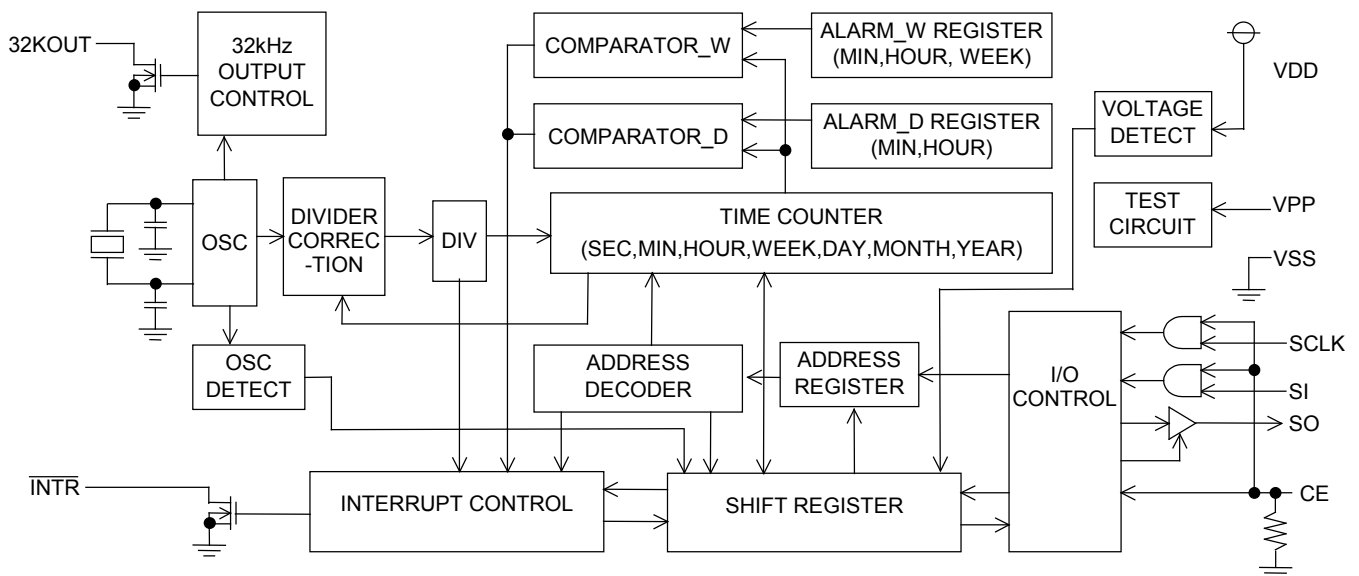 32KOUT
32kHz
OUTPUT
CONTROL
COMPARATOR_W
ALARM_W REGISTER
(MIN,HOUR, WEEK)
VDD
VOLTAGE
DETECT
COMPARATOR_D
ALARM_D REGISTER
(MIN,HOUR)
TEST
CIRCUIT
VPP
VSS
OSC
DIVIDER
CORREC
-TION
DIV
TIME COUNTER
(SEC,MIN,HOUR,WEEK,DAY,MONTH,YEAR)
OSC
DETECT
ADDRESS
DECODER
ADDRESS
REGISTER
I/O
CONTROL
SCLK
SI
SO
INTR
INTERRUPT CONTROL
SHIFT REGISTER
CE